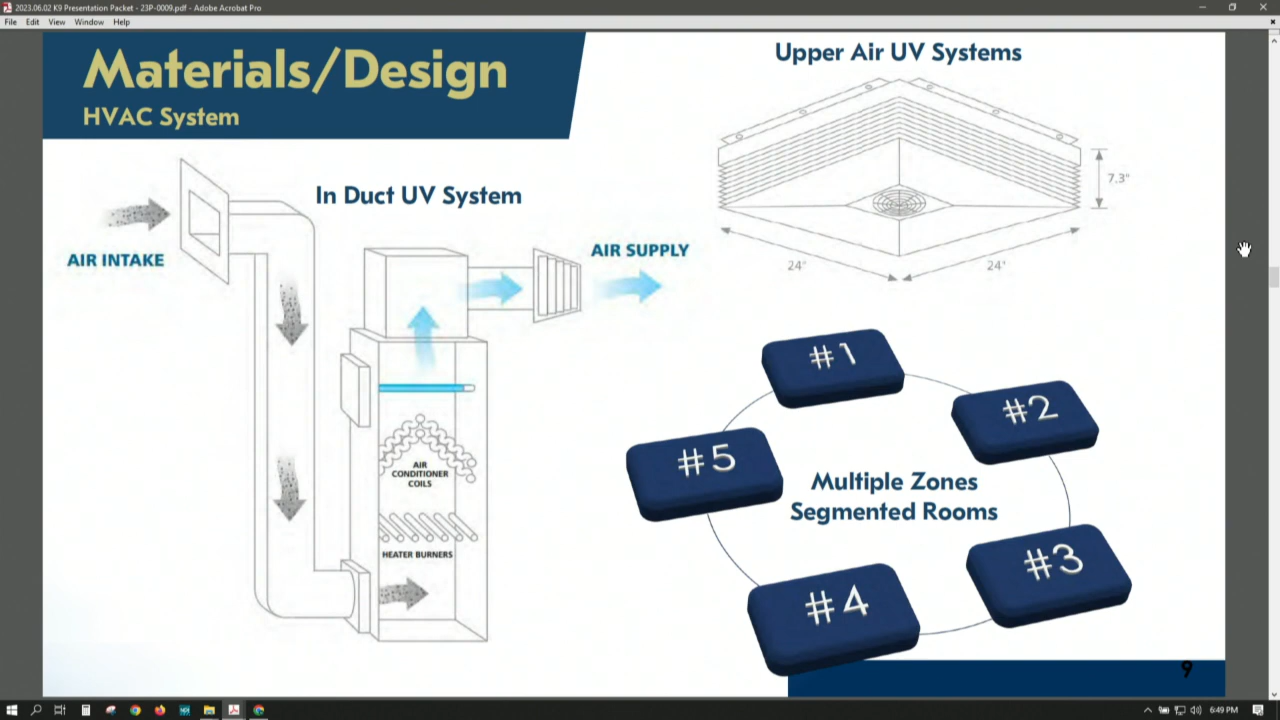 2023.06.02 K9 Presentation Packet - 23P-0009.pdf - Adobe Acrobat Pro
File Edit View Window Help
Materials/Design
HVAC System
Upper Air UV Systems
7.3"
24" 24"
In Duct UV System
AIR INTAKE
AIR SUPPLY
AIR
CONDITIONER
COILS
HEATER BURNERS
#1
#2
#3
#4
#5
Multiple Zones
Segmented Rooms
9
6:49 PM